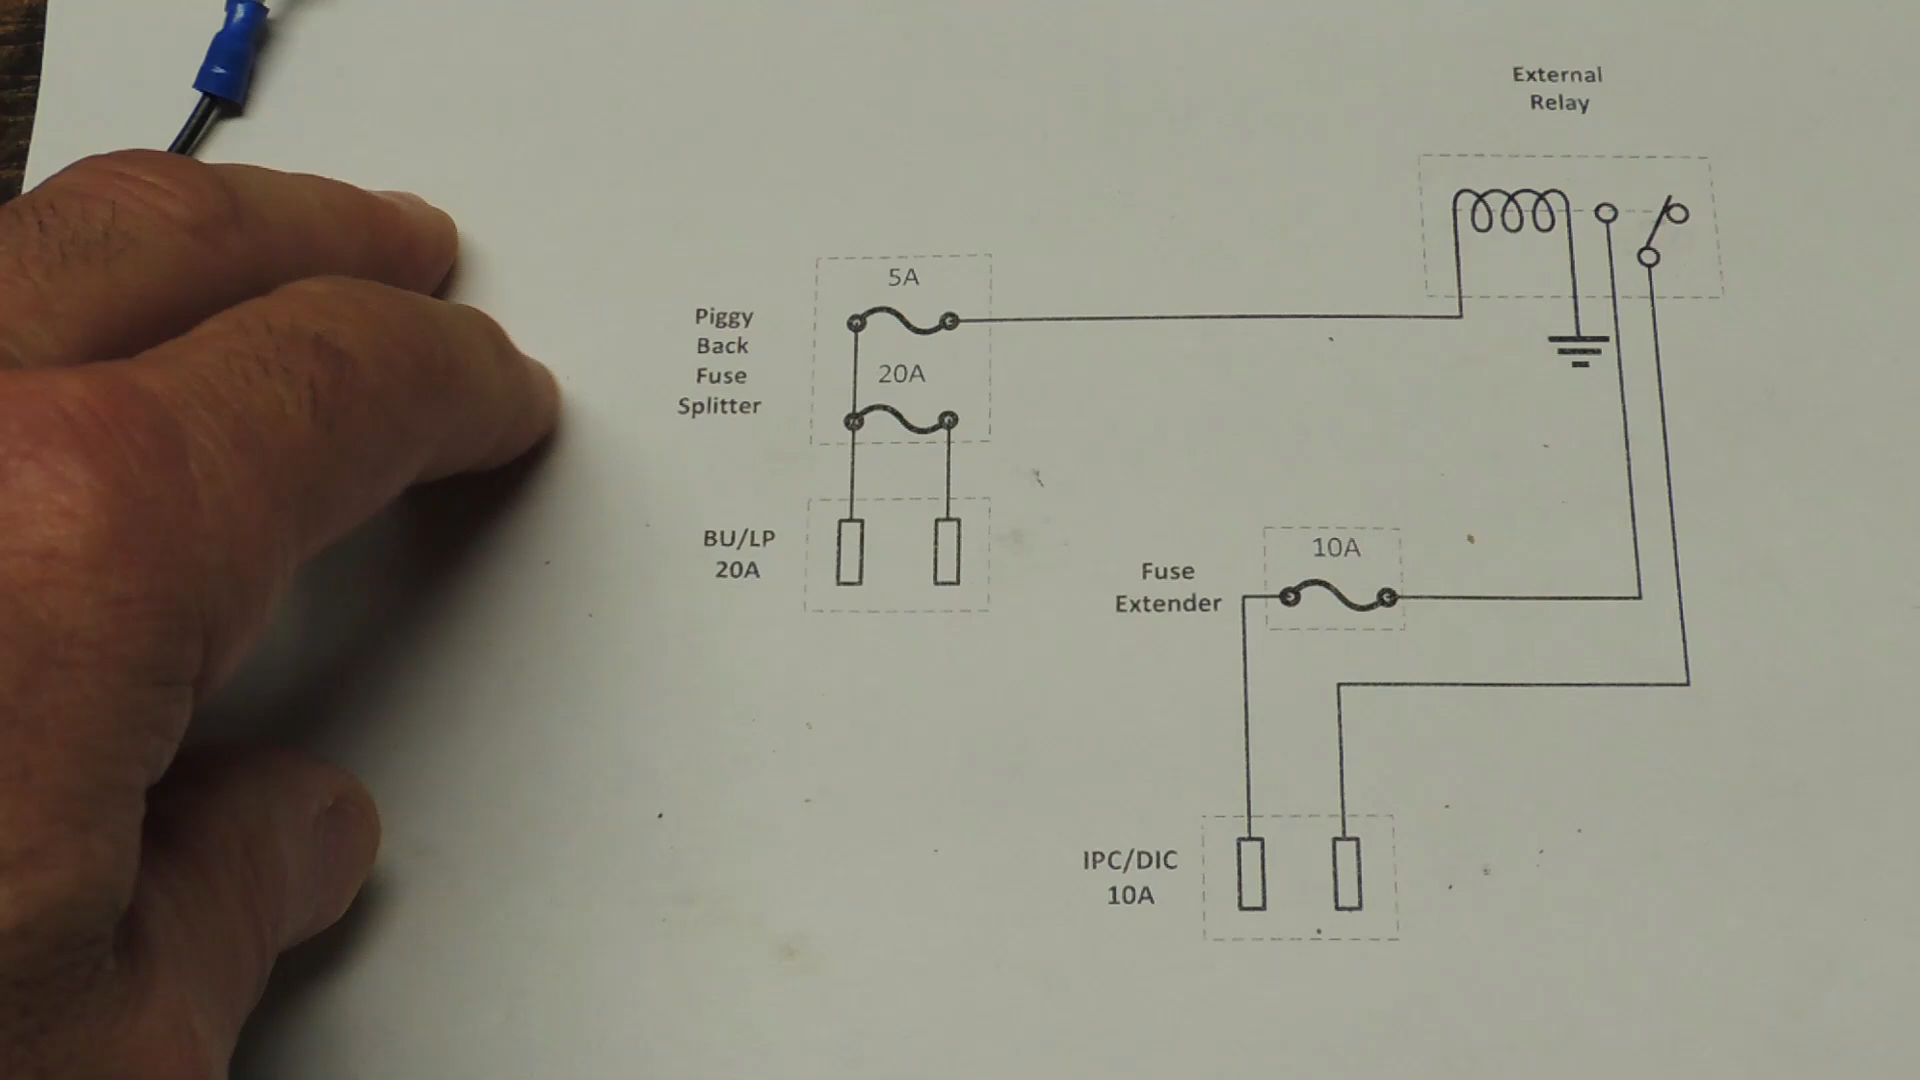 External
Relay
5A
Piggy
Back
Fuse
Splitter
20A
BU/LP
20A
10A
Fuse
Extender
IPC/DIC
10A